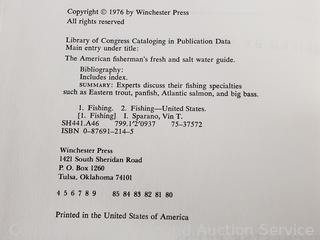 Copyright © 1976 by Winchester Press
All rights reserved
Library of Congress Cataloging in Publication Data
Main entry under title:
The American fisherman's fresh and salt water guide.
Bibliography:
Includes index.
SUMMARY: Experts discuss their fishing specialties
such as Eastern trout, panfish, Atlantic salmon, and big bass.
1. Fishing. 2. Fishing—United States.
[1. Fishing] I. Sparano, Vin T.
SH441.A46 799.1'2'0937 75-37572
ISBN 0-87691-214-5
Winchester Press
1421 South Sheridan Road
P. O. Box 1260
Tulsa, Oklahoma 74101
4 5 6 7 8 9 85 84 83 82 81 80
Printed in the United States of America
Auction Service